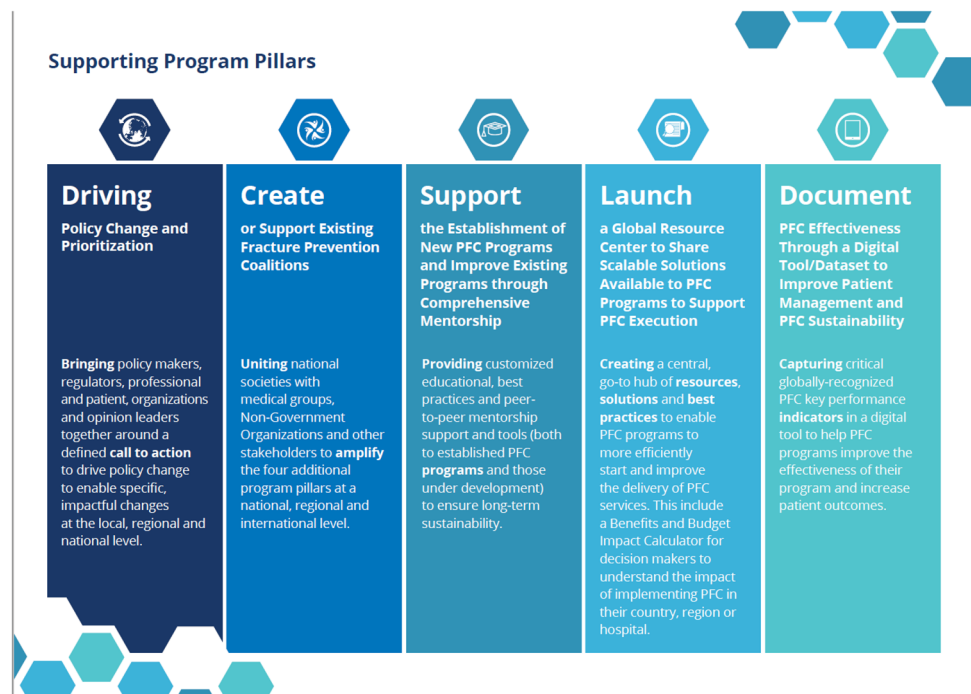 Supporting Program Pillars
Driving
Policy Change and
Prioritization
Bringing policy makers,
regulators, professional
and patient, organizations
and opinion leaders
together around a
defined call to action
to drive policy change
to enable specific,
impactful changes
at the local, regional and
national level.
Create
or Support Existing
Fracture Prevention
Coalitions
Uniting national
societies with
medical groups,
Non-Government
Organizations and other
stakeholders to amplify
the four additional
program pillars at a
national, regional and
international level.
Support
the Establishment of
New PFC Programs
and Improve Existing
Programs through
Comprehensive
Mentorship
Providing customized
educational, best
practices and peer-
to-peer mentorship
support and tools (both
to established PFC
programs and those
under development)
to ensure long-term
sustainability.
Launch
a Global Resource
Center to Share
Scalable Solutions
Available to PFC
Programs to Support
PFC Execution
Creating a central,
go-to hub of resources,
solutions and best
practices to enable
PFC programs to
more efficiently
start and improve
the delivery of PFC
services. This include
a Benefits and Budget
Impact Calculator for
decision makers to
understand the impact
of implementing PFC in
their country, region or
hospital.
Document
PFC Effectiveness
Through a Digital
Tool/Dataset to
Improve Patient
Management and
PFC Sustainability
Capturing critical
globally-recognized
PFC key performance
indicators in a digital
tool to help PFC
programs improve the
effectiveness of their
program and increase
patient outcomes.